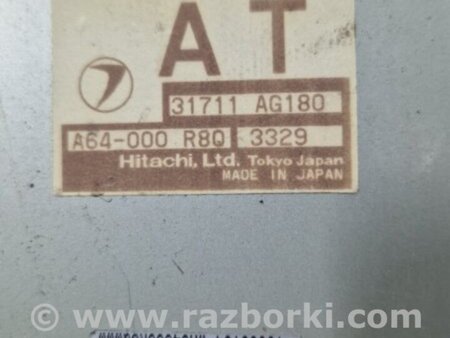 AT
31711 AG180
A64-000 R8Q 3329
Hitachi, Ltd. Tokyo Japan
MADE IN JAPAN
© www.razborki.com